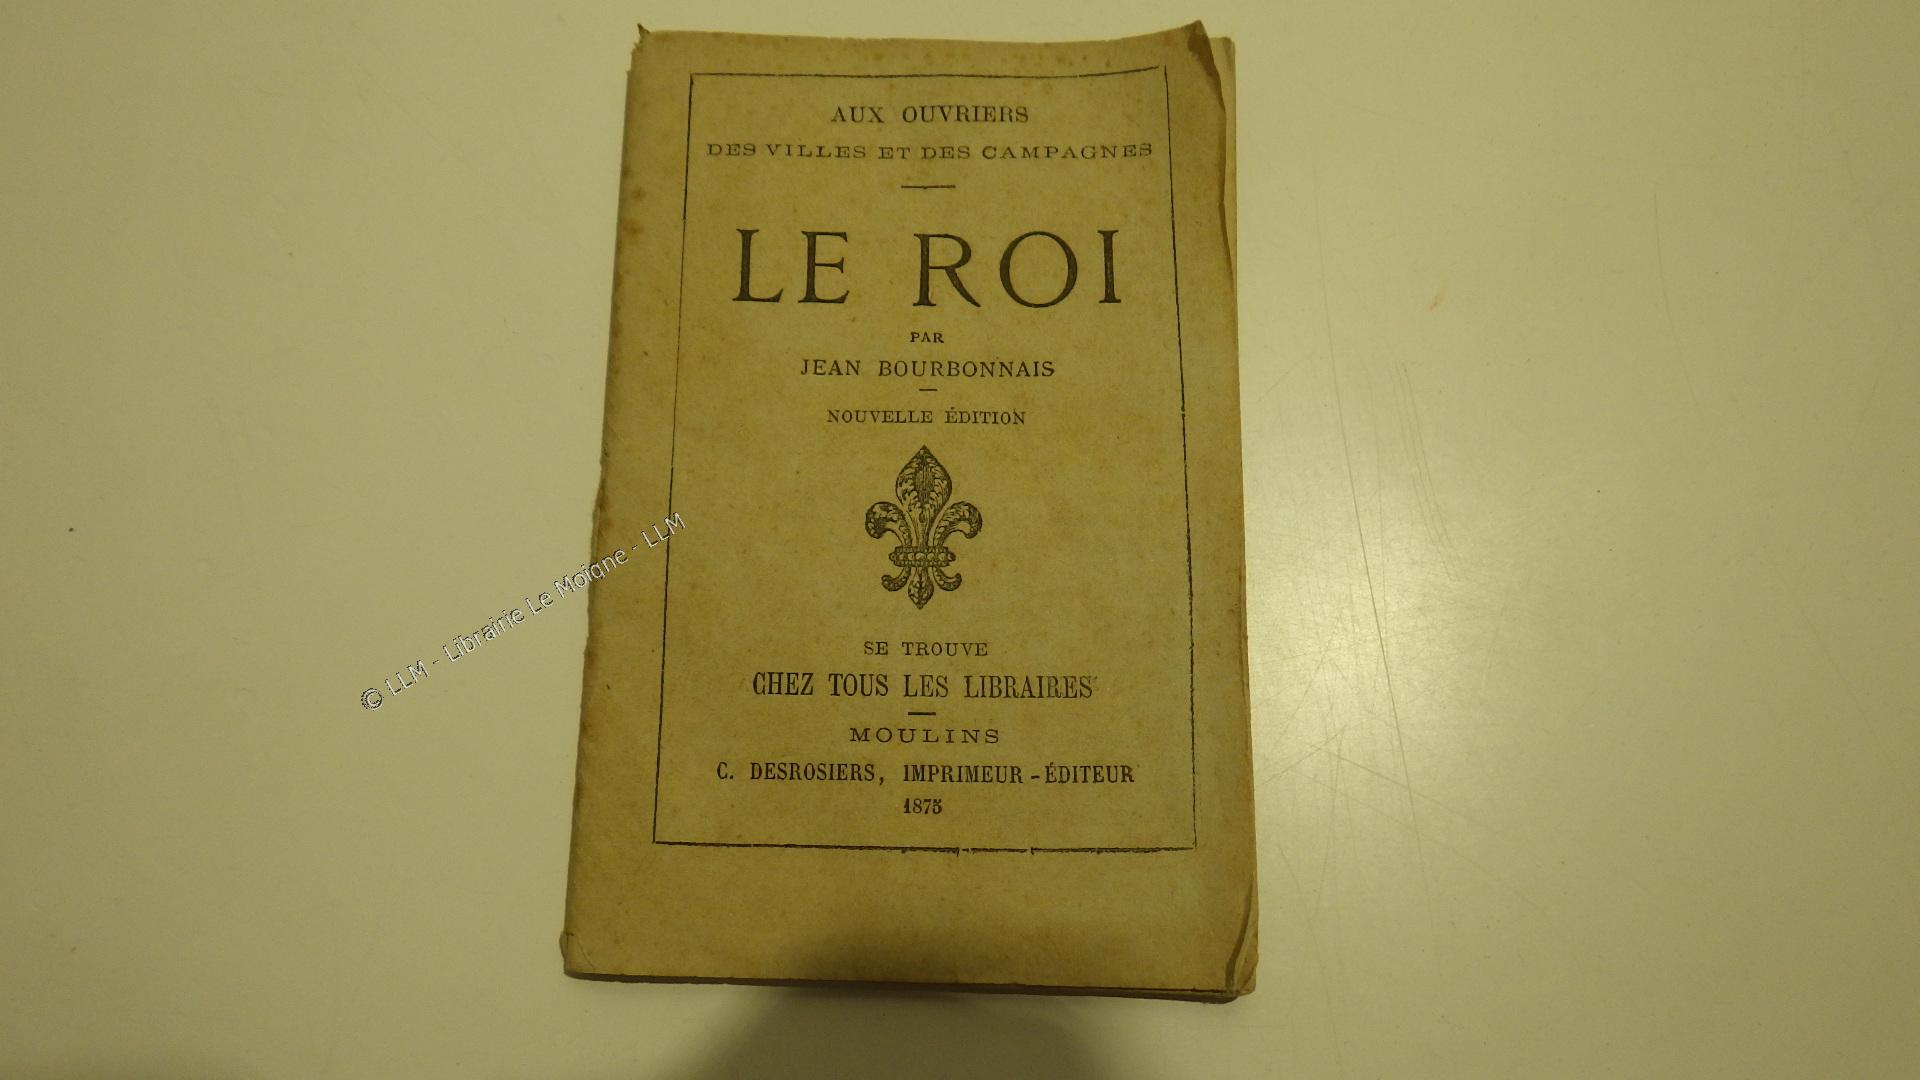 AUX OUVRIERS
DES VILLES ET DES CAMPAGNES
LE ROI
PAR
JEAN BOURBONNAIS
NOUVELLE ÉDITION
SE TROUVE
CHEZ TOUS LES LIBRAIRES
MOULINS
C. DESROSIERS, IMPRIMEUR-ÉDITEUR
1875
© LLM - Librairie Le Moigne - LLM